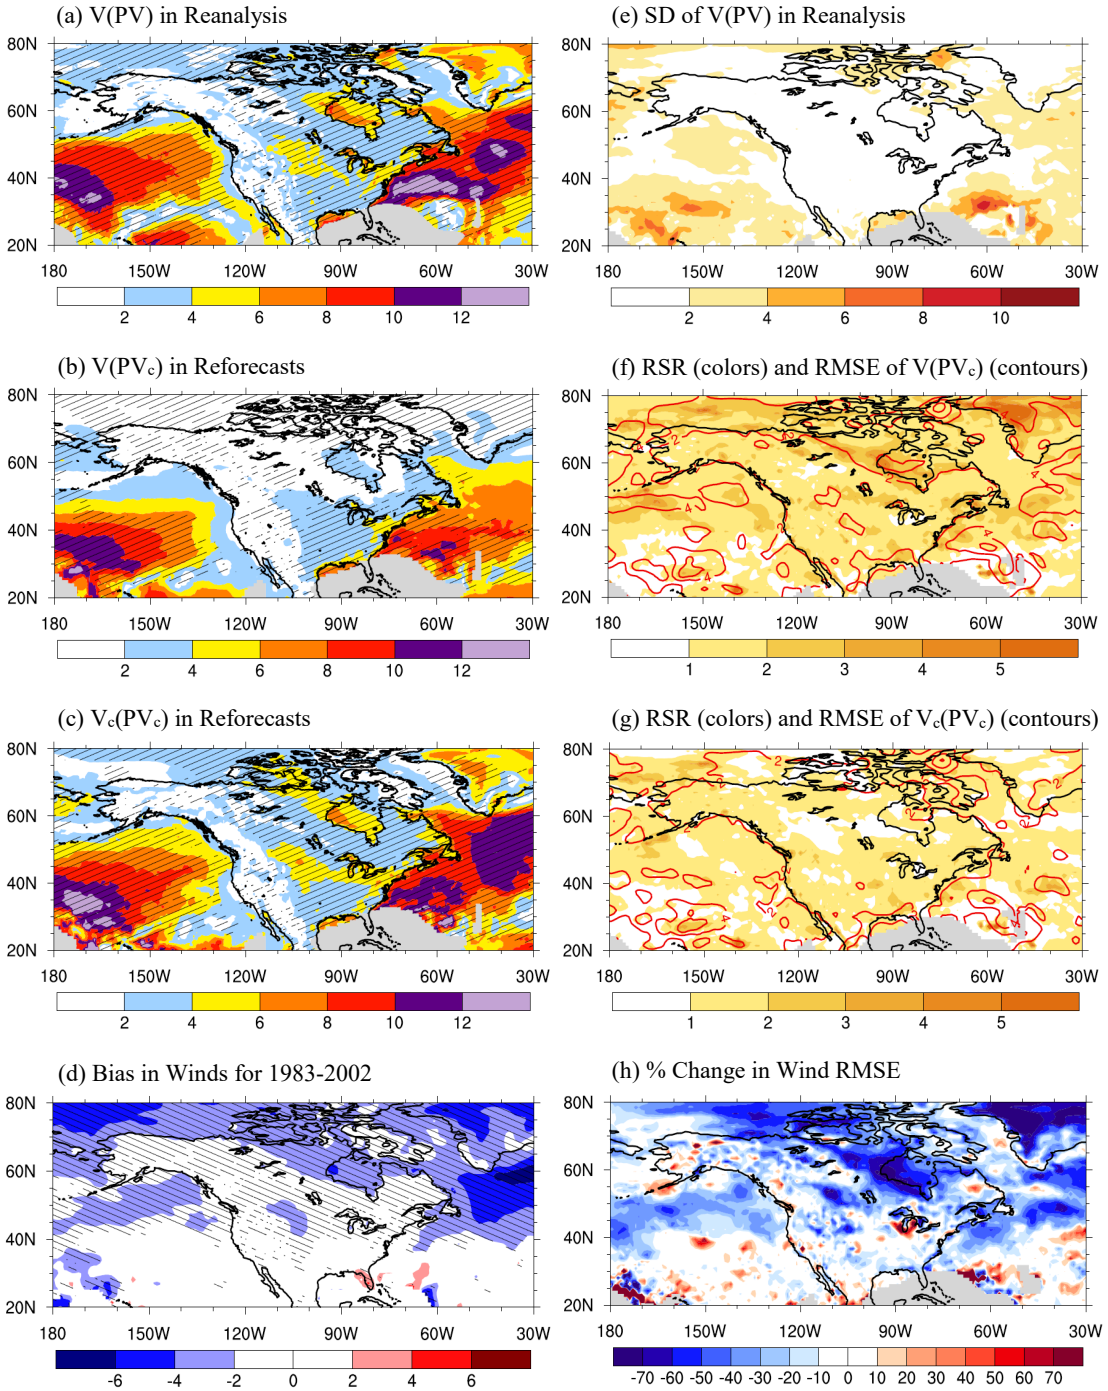 (a) V(PV) in Reanalysis
80N
60N
40N
20N
180 150W 120W 90W 60W 30W
2 4 6 8 10 12
(b) V(PVc) in Reforecasts
80N
60N
40N
20N
180 150W 120W 90W 60W 30W
2 4 6 8 10 12
(c) Vc(PVc) in Reforecasts
80N
60N
40N
20N
180 150W 120W 90W 60W 30W
2 4 6 8 10 12
(d) Bias in Winds for 1983-2002
80N
60N
40N
20N
180 150W 120W 90W 60W 30W
-6 -4 -2 0 2 4 6
(e) SD of V(PV) in Reanalysis
80N
60N
40N
20N
180 150W 120W 90W 60W 30W
2 4 6 8 10
(f) RSR (colors) and RMSE of V(PVc) (contours)
80N
60N
40N
20N
180 150W 120W 90W 60W 30W
1 2 3 4 5
(g) RSR (colors) and RMSE of Vc(PVc) (contours)
80N
60N
40N
20N
180 150W 120W 90W 60W 30W
1 2 3 4 5
(h) % Change in Wind RMSE
80N
60N
40N
20N
180 150W 120W 90W 60W 30W
-70 -60 -50 -40 -30 -20 -10 0 10 20 30 40 50 60 70